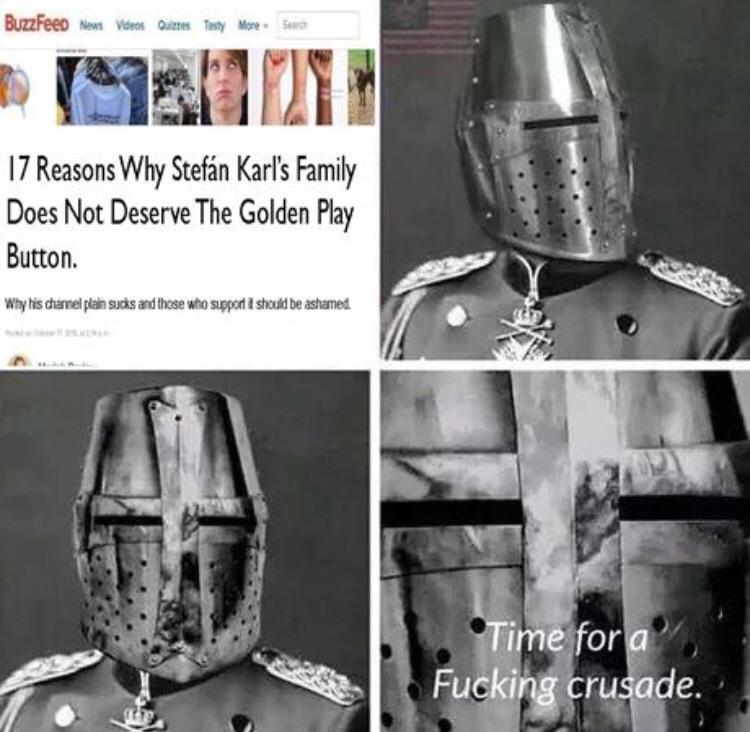 BuzzFeed News Videos Quizzes Tasty More Search
17 Reasons Why Stefán Karl's Family
Does Not Deserve The Golden Play
Button.
Why his channel plain sucks and those who support it should be ashamed.
Time for a
Fucking crusade.